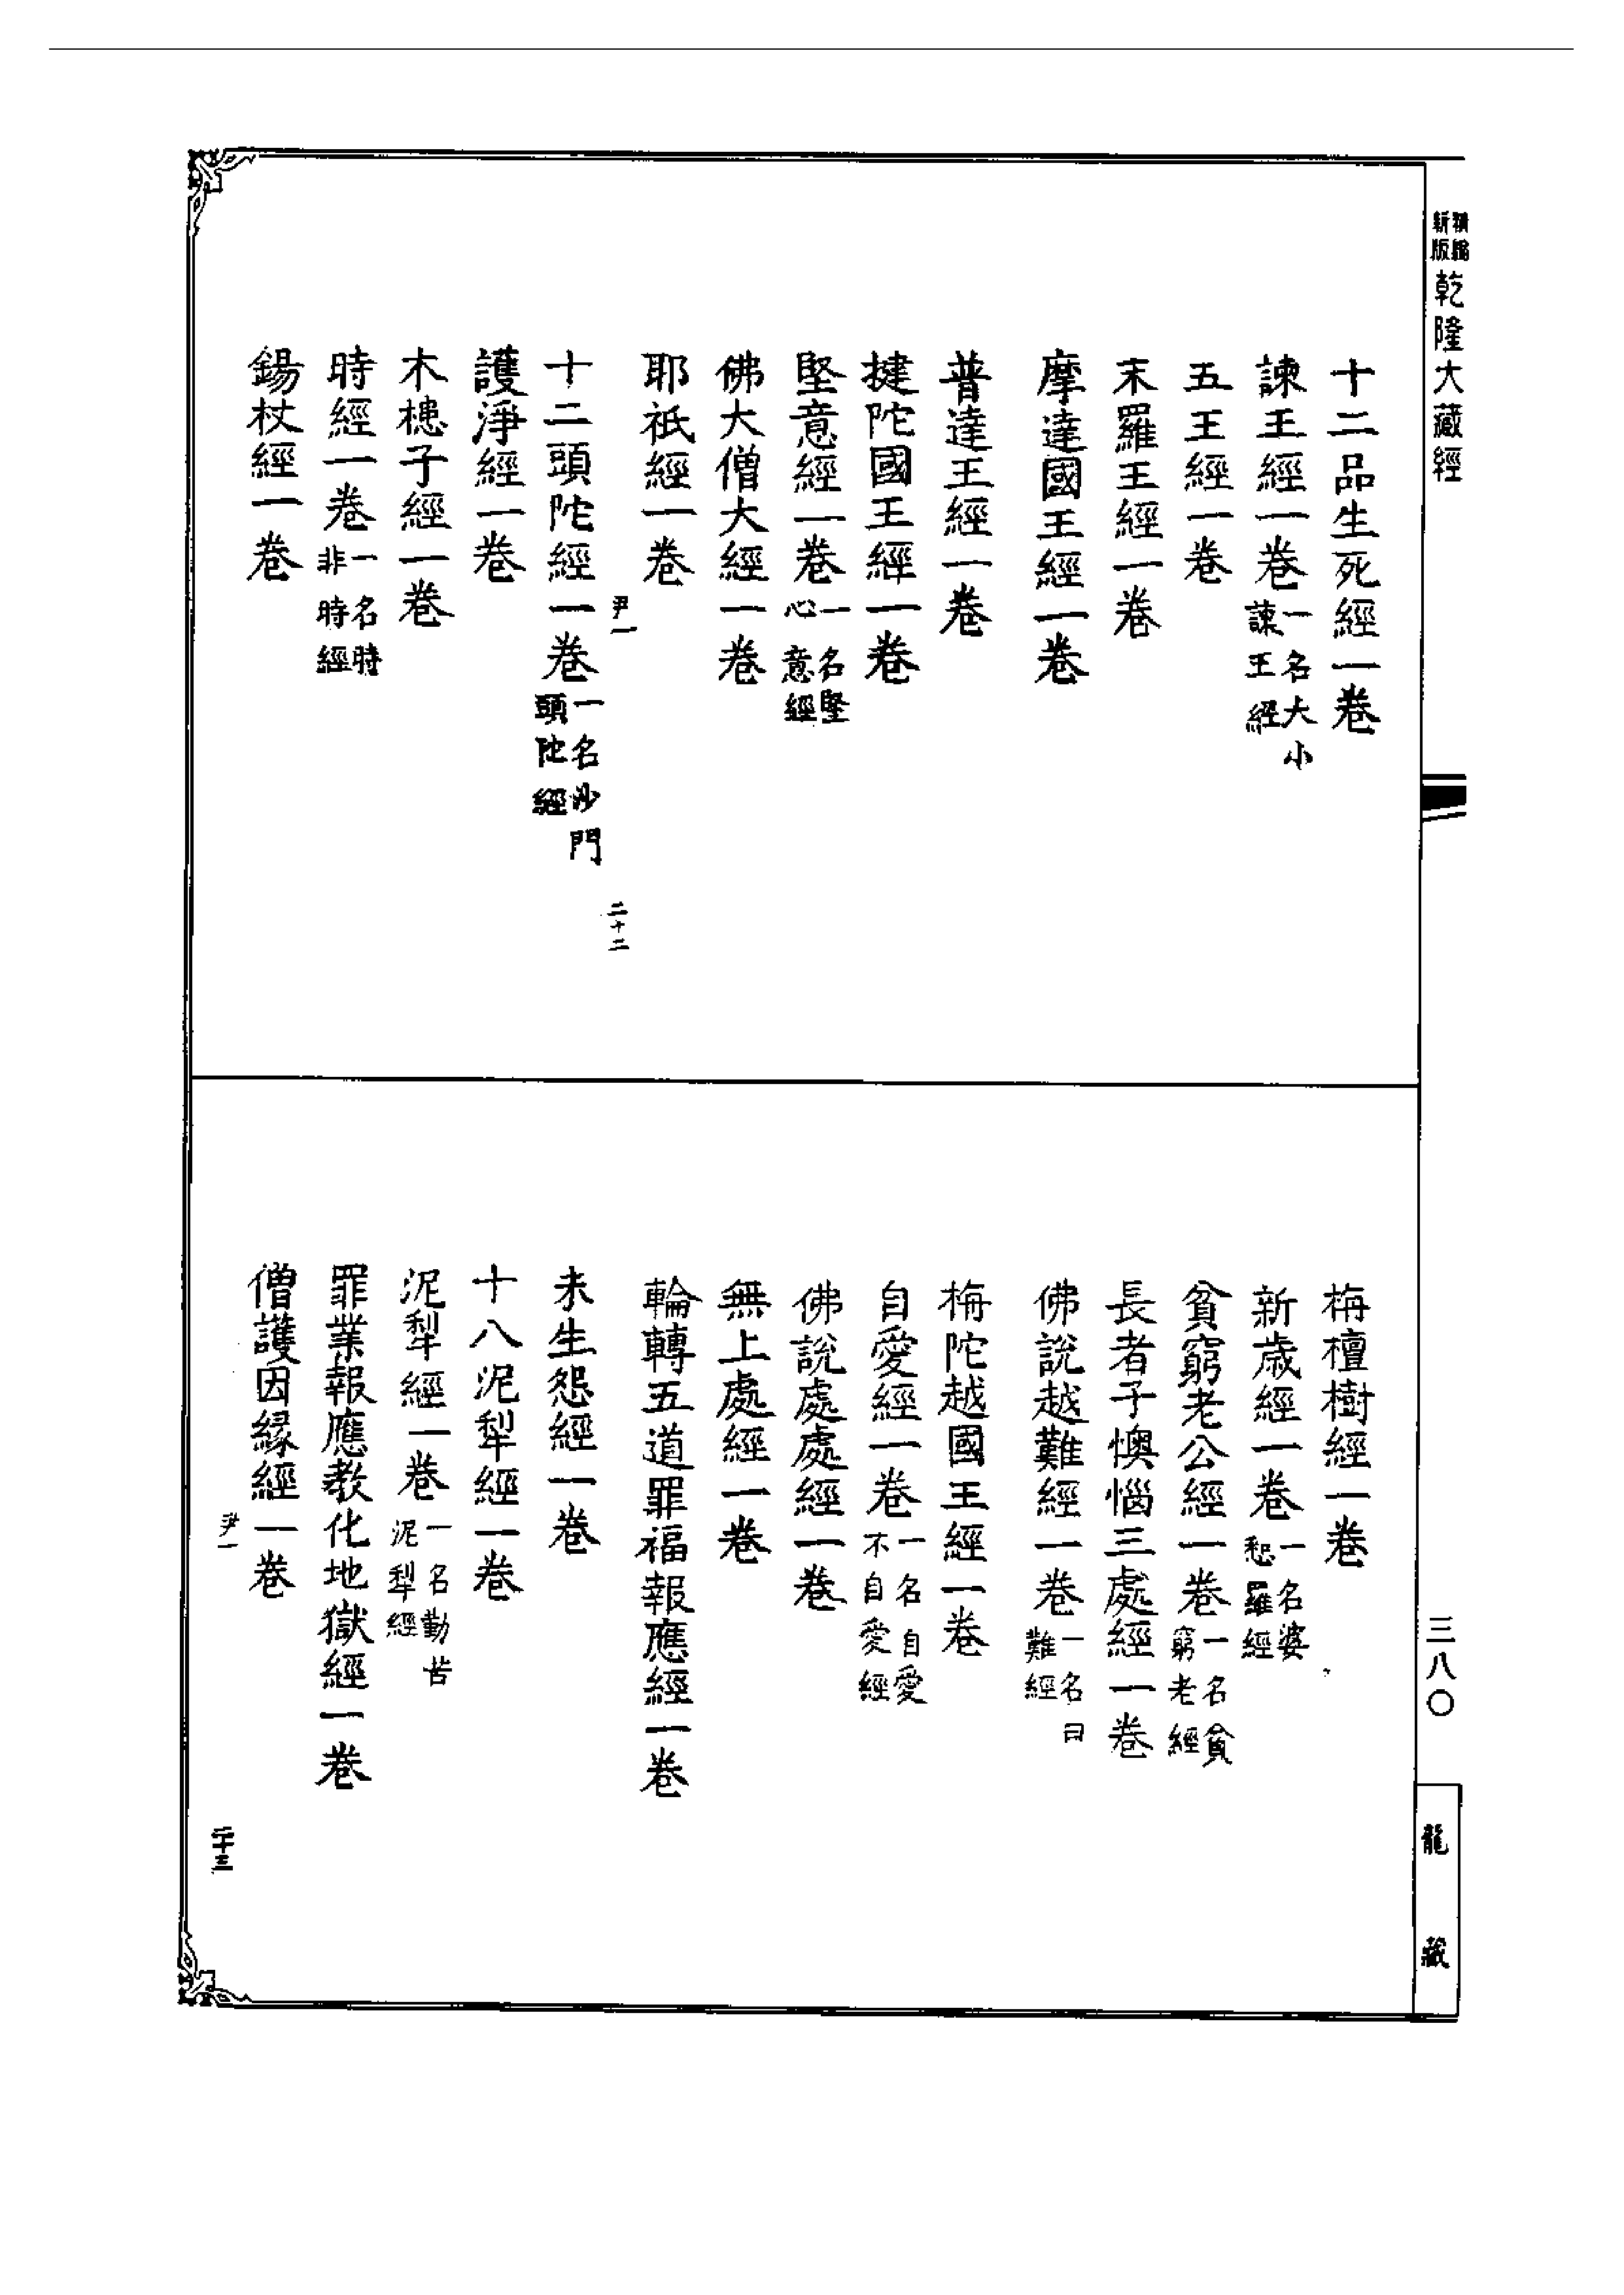 新編
新版
乾隆大藏經
十二品生死經一卷
諫王經一卷一名大小諫王經
五王經一卷
末羅王經一卷
摩達國王經一卷
普達王經一卷
揵陀國王經一卷
堅意經一卷一名堅心意經
佛大僧大經一卷
耶祇經一卷
尹一
二十二
十二頭陀經一卷一名沙門頭陀經
護淨經一卷
木槵子經一卷
時經一卷一名時非時經
錫杖經一卷
栴檀樹經一卷
新歲經一卷一名婆惒羅經
貧窮老公經一卷一名貧窮老經
長者子懊惱三處經一卷
佛說越難經一卷一名曰難經
栴陀越國王經一卷
自愛經一卷一名自愛不自愛經
佛說處處經一卷
無上處經一卷
輪轉五道罪福報應經一卷
未生怨經一卷
十八泥犁經一卷
泥犁經一卷一名勤苦泥犁經
罪業報應教化地獄經一卷
僧護因緣經一卷
尹一
二十三
三八〇
龍藏